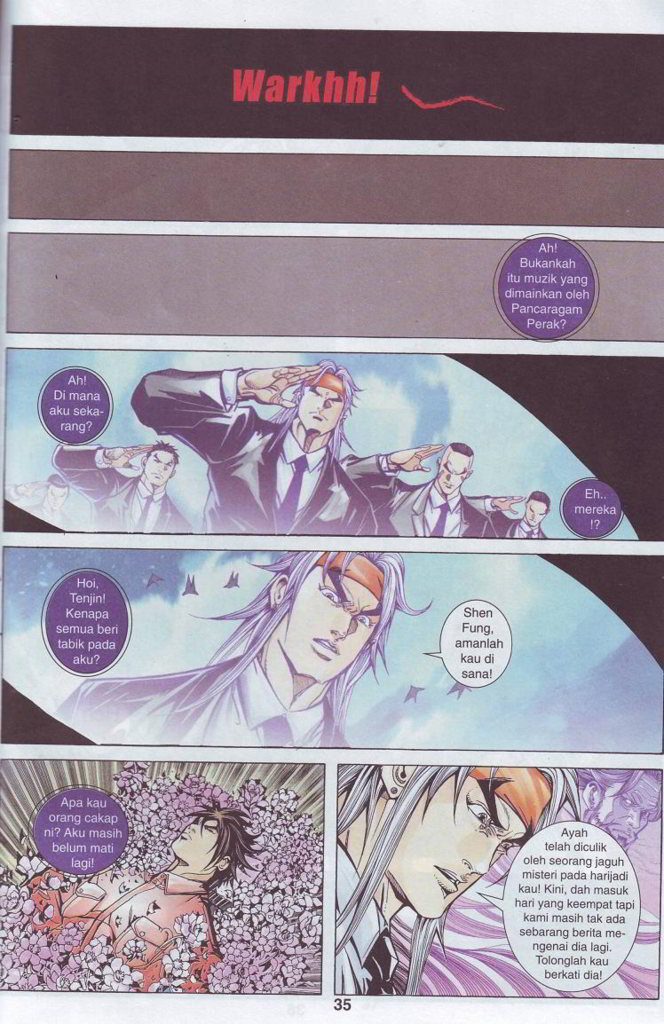 Warkhh!
Ah!
Bukankah
itu muzik yang
dimainkan oleh
Pancaragam
Perak?
Ah!
Di mana
aku seka-
rang?
Eh..
mereka
!?
Hoi,
Tenjin!
Kenapa
semua beri
tabik pada
aku?
Shen
Fung,
amanlah
kau di
sana!
Apa kau
orang cakap
ni? Aku masih
belum mati
lagi!
Ayah
telah diculik
oleh seorang jaguh
misteri pada harijadi
kau! Kini, dah masuk
hari yang keempat tapi
kami masih tak ada
sebarang berita me-
ngenai dia lagi.
Tolonglah kau
berkati dia!
35